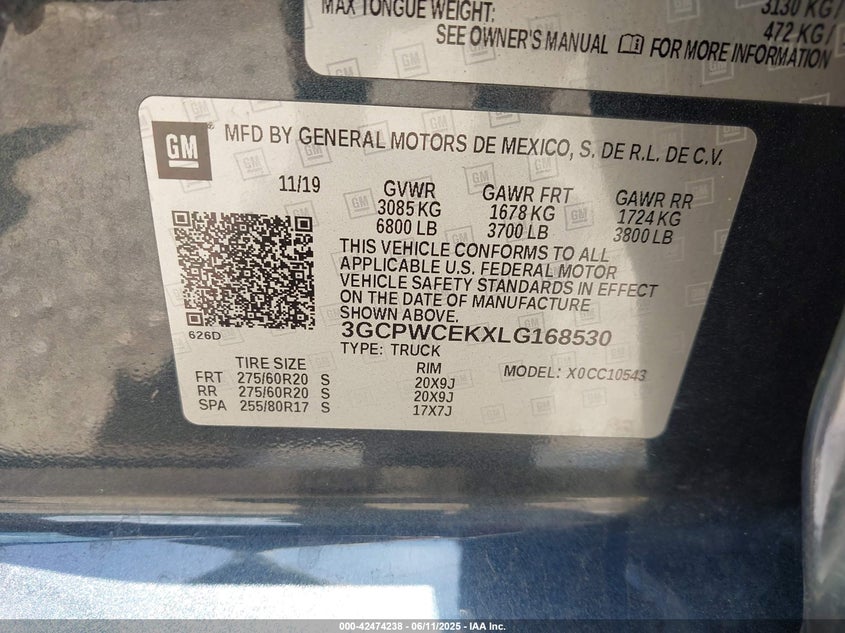 MAX TONGUE WEIGHT:
3130 KG /
472 KG /
SEE OWNER'S MANUAL FOR MORE INFORMATION
GM
MFD BY GENERAL MOTORS DE MEXICO, S. DE R.L. DE C.V.
11/19 GVWR GAWR FRT GAWR RR
3085 KG 1678 KG 1724 KG
6800 LB 3700 LB 3800 LB
THIS VEHICLE CONFORMS TO ALL
APPLICABLE U.S. FEDERAL MOTOR
VEHICLE SAFETY STANDARDS IN EFFECT
ON THE DATE OF MANUFACTURE
SHOWN ABOVE.
626D
3GCPWCEKXLG168530
TYPE: TRUCK
TIRE SIZE RIM MODEL: X0CC10543
FRT 275/60R20 S 20X9J
RR 275/60R20 S 20X9J
SPA 255/80R17 S 17X7J
000-42474238 - 06/11/2025 - IAA Inc.